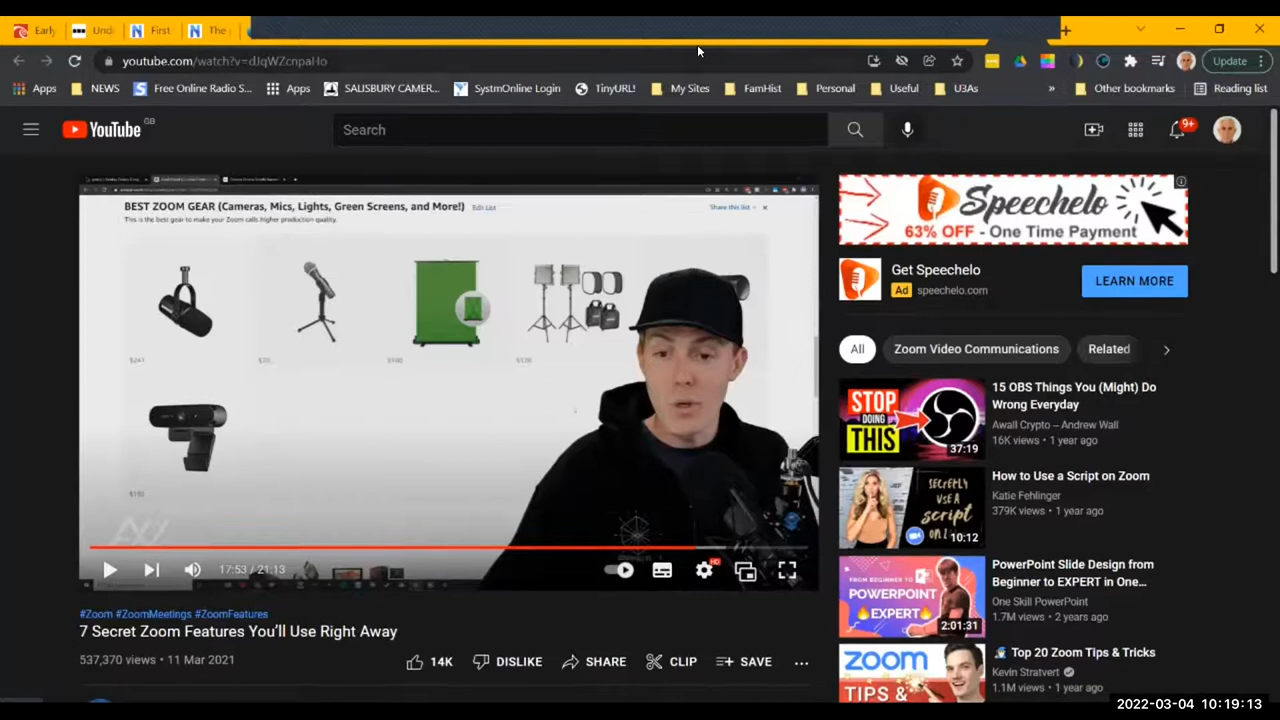 Early
Und
First
The
youtube.com/watch?v=dJqWZcnpaHo
Update
Apps
NEWS
Free Online Radio S...
Apps
SALISBURY CAMER...
SystmOnline Login
TinyURL!
My Sites
FamHist
Personal
Useful
U3As
»
Other bookmarks
Reading list
YouTube GB
Search
9+
BEST ZOOM GEAR (Cameras, Mics, Lights, Green Screens, and More!) Edit List
Share this list
This is the best gear to make your Zoom calls higher production quality.
17:53 / 21:13
HD
#Zoom #ZoomMeetings #ZoomFeatures
7 Secret Zoom Features You'll Use Right Away
537,370 views • 11 Mar 2021
14K
DISLIKE
SHARE
CLIP
SAVE
Speechelo
63% OFF - One Time Payment
Get Speechelo
Ad speechelo.com
LEARN MORE
All
Zoom Video Communications
Related
STOP DOING THIS
37:19
15 OBS Things You (Might) Do
Wrong Everyday
Awall Crypto – Andrew Wall
16K views • 1 year ago
SECRETLY USE A SCRIPT ON
10:12
How to Use a Script on Zoom
Katie Fehlinger
379K views • 1 year ago
FROM BEGINNER TO
POWERPOINT
EXPERT
2:01:31
PowerPoint Slide Design from
Beginner to EXPERT in One...
One Skill PowerPoint
1.7M views • 2 years ago
zoom
TIPS &
Top 20 Zoom Tips & Tricks
Kevin Stratvert
1.1M views • 1 year ago
2022-03-04 10:19:13